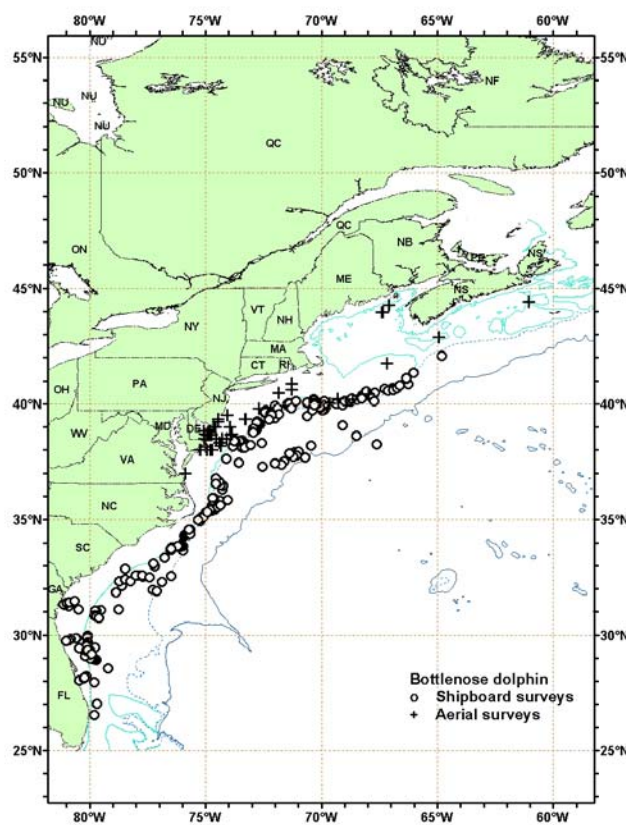 80°W 75°W 70°W 65°W 60°W
55°N 55°N
ND
NF
NU
NU
NU
QC
50°N 50°N
QC
NB
ON
PE
NS
ME
45°N NS 45°N
VT
NH
NY
MA
CT RI
PA
NJ
OH
40°N 40°N
MD DE
WV
VA
NC
35°N 35°N
SC
GA
30°N 30°N
FL
Bottlenose dolphin
Shipboard surveys
Aerial surveys
25°N 25°N
80°W 75°W 70°W 65°W 60°W